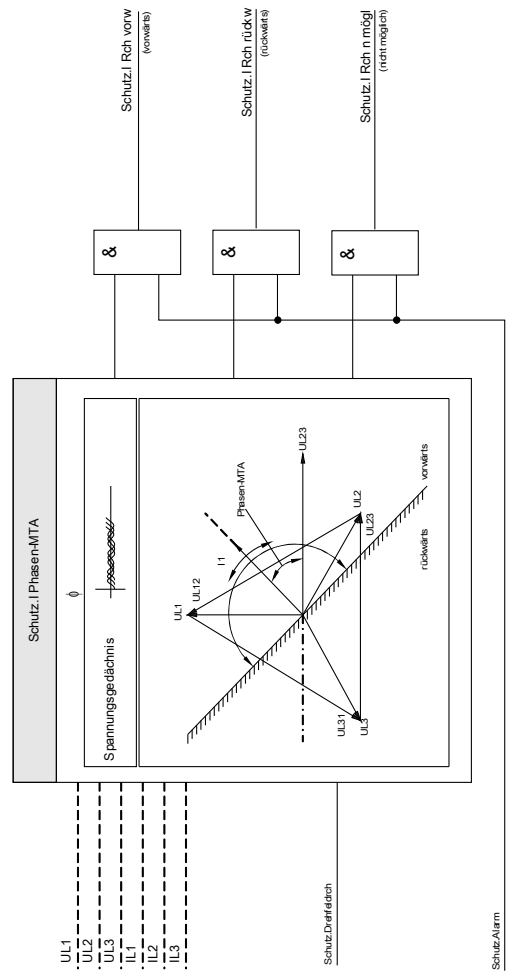 Schutz.I Phasen-MTA
UL1
UL2
UL3
IL1
IL2
IL3
ϕ
Spannungsgedächnis
UL1
UL12
I1
Phasen-MTA
UL23
UL31
UL3
UL2
UL23
vorwärts
rückwärts
Schutz.Drehfeldrch
Schutz.Alarm
&
Schutz.I Rch vorw
(vorwärts)
&
Schutz.I Rch rückw
(rückwärts)
&
Schutz.I Rch n mögl
(nicht möglich)